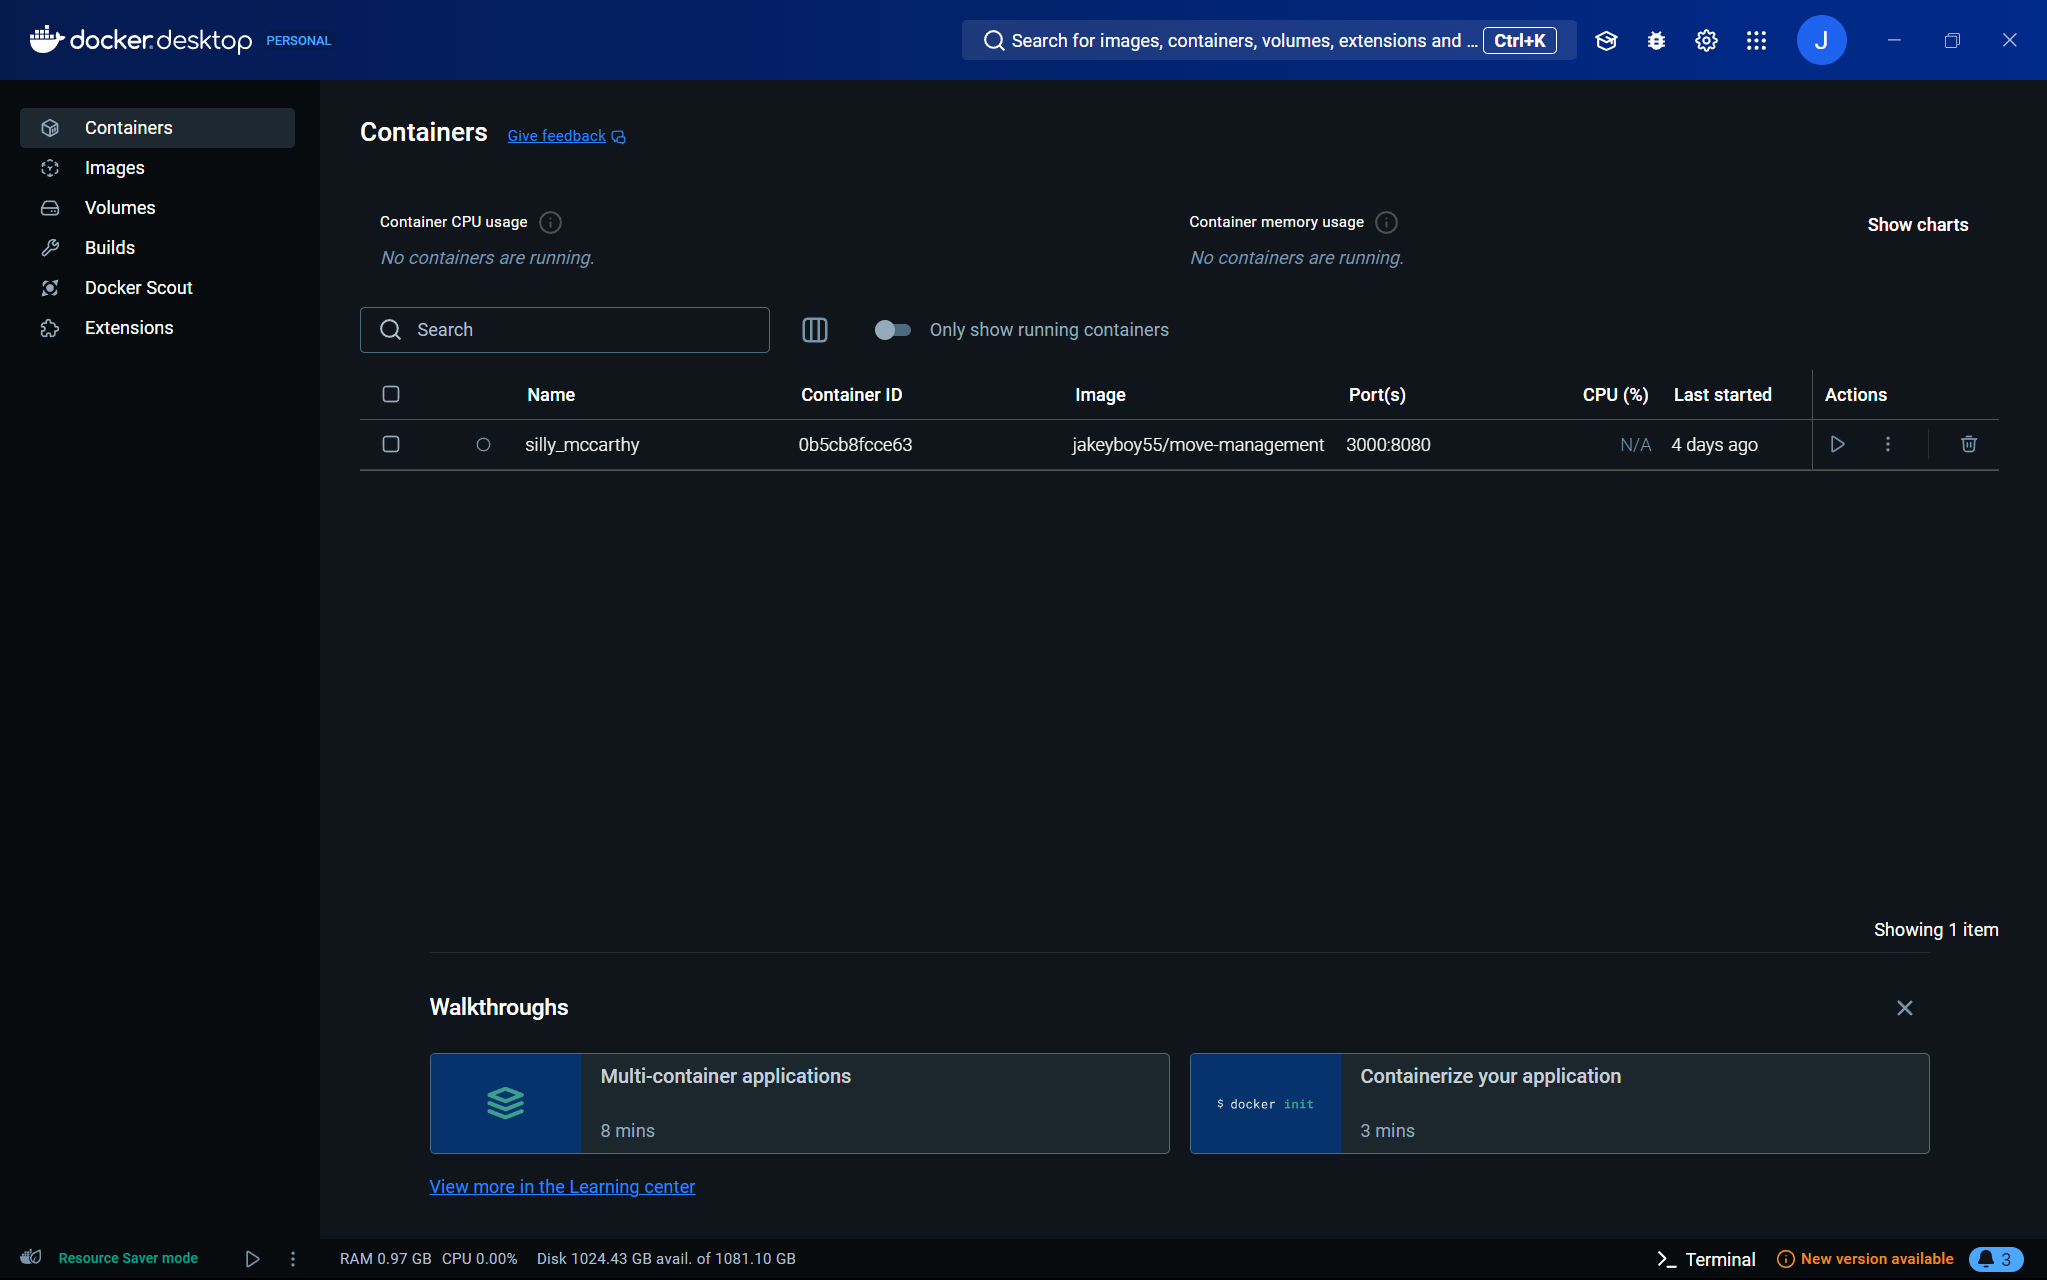 docker.desktop PERSONAL
Search for images, containers, volumes, extensions and ... Ctrl+K
J
Containers
Images
Volumes
Builds
Docker Scout
Extensions
Containers Give feedback
Container CPU usage
No containers are running.
Container memory usage
No containers are running.
Show charts
Search
Only show running containers
Name Container ID Image Port(s) CPU (%) Last started Actions
silly_mccarthy 0b5cb8fcce63 jakeyboy55/move-management 3000:8080 N/A 4 days ago
Showing 1 item
Walkthroughs
Multi-container applications
8 mins
$ docker init
Containerize your application
3 mins
View more in the Learning center
Resource Saver mode
RAM 0.97 GB CPU 0.00% Disk 1024.43 GB avail. of 1081.10 GB
Terminal
New version available
3